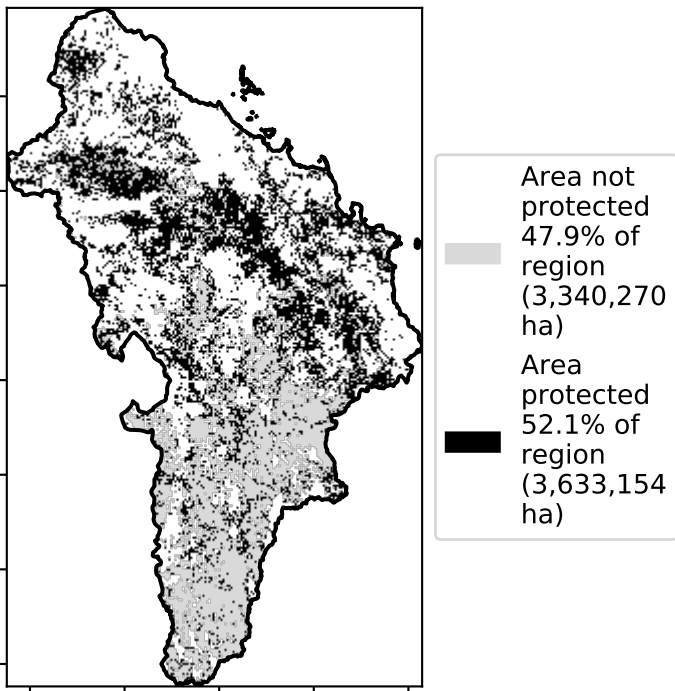 Area not
protected
47.9% of
region
(3,340,270
ha)
Area
protected
52.1% of
region
(3,633,154
ha)